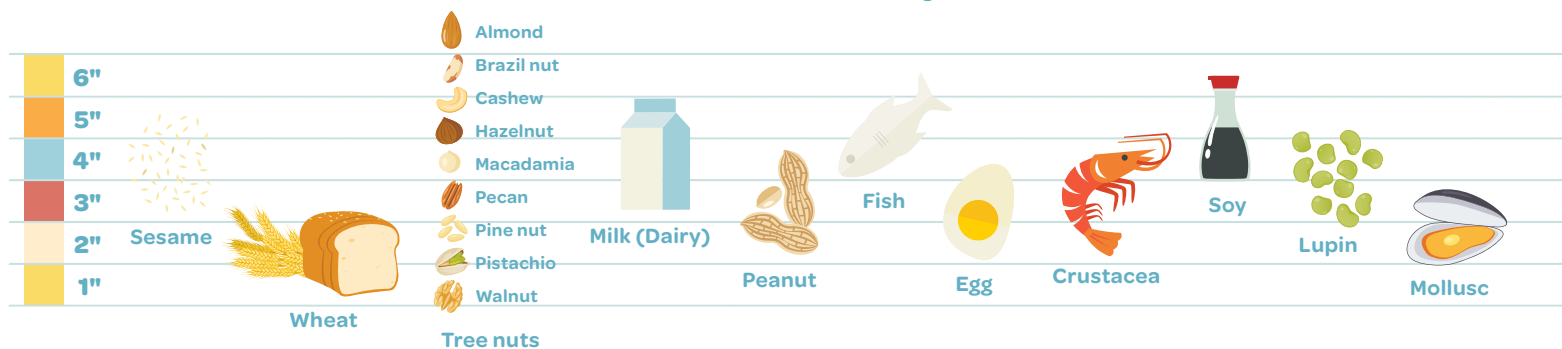 Almond
6"
Brazil nut
Cashew
5"
Hazelnut
4"
Macadamia
3"
Pecan
Fish
Soy
2"
Sesame
Pine nut
Milk (Dairy)
Lupin
1"
Pistachio
Peanut
Egg
Crustacea
Mollusc
Walnut
Wheat
Tree nuts